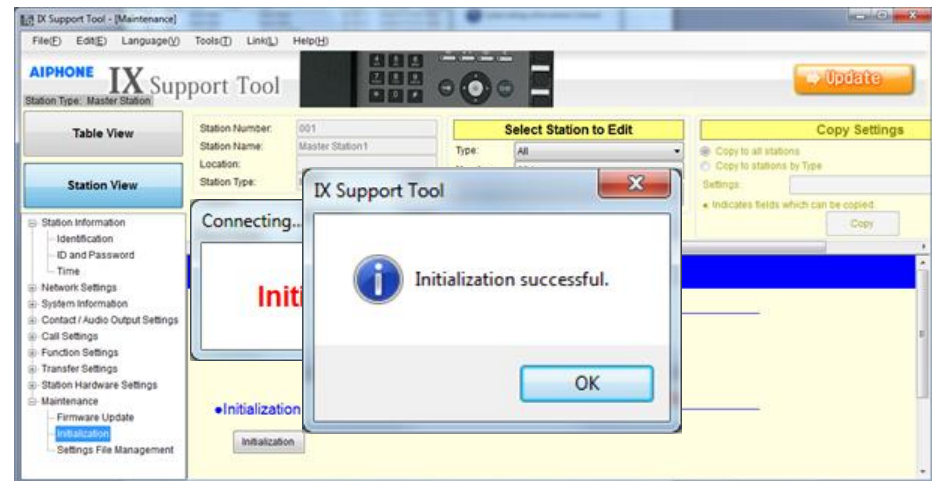 IX Support Tool - [Maintenance]
File(F) Edit(E) Language(V) Tools(T) Link(L) Help(H)
AIPHONE IX Support Tool
Station Type: Master Station
Update
Table View
Station View
Station Number: 001
Station Name: Master Station1
Location:
Station Type:
Select Station to Edit
Type: All
Copy Settings
Copy to all stations
Copy to stations by Type
Settings:
Indicates fields which can be copied.
Copy
Station Information
Identification
ID and Password
Time
Network Settings
System Information
Contact / Audio Output Settings
Call Settings
Function Settings
Transfer Settings
Station Hardware Settings
Maintenance
Firmware Update
Initialization
Settings File Management
Connecting...
Initi
IX Support Tool
Initialization successful.
OK
•Initialization
Initialization